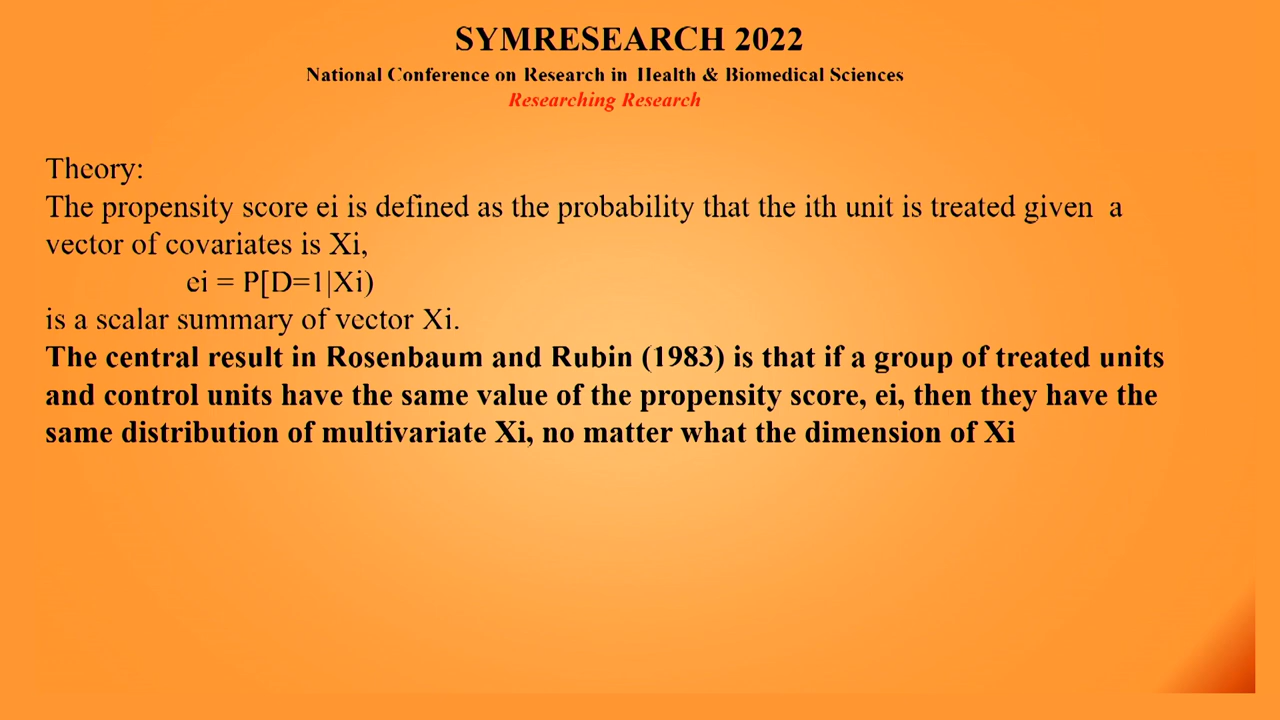 SYMRESEARCH 2022
National Conference on Research in Health & Biomedical Sciences
Researching Research
Theory:
The propensity score ei is defined as the probability that the ith unit is treated given  a
vector of covariates is Xi,
ei = P[D=1|Xi)
is a scalar summary of vector Xi.
The central result in Rosenbaum and Rubin (1983) is that if a group of treated units
and control units have the same value of the propensity score, ei, then they have the
same distribution of multivariate Xi, no matter what the dimension of Xi